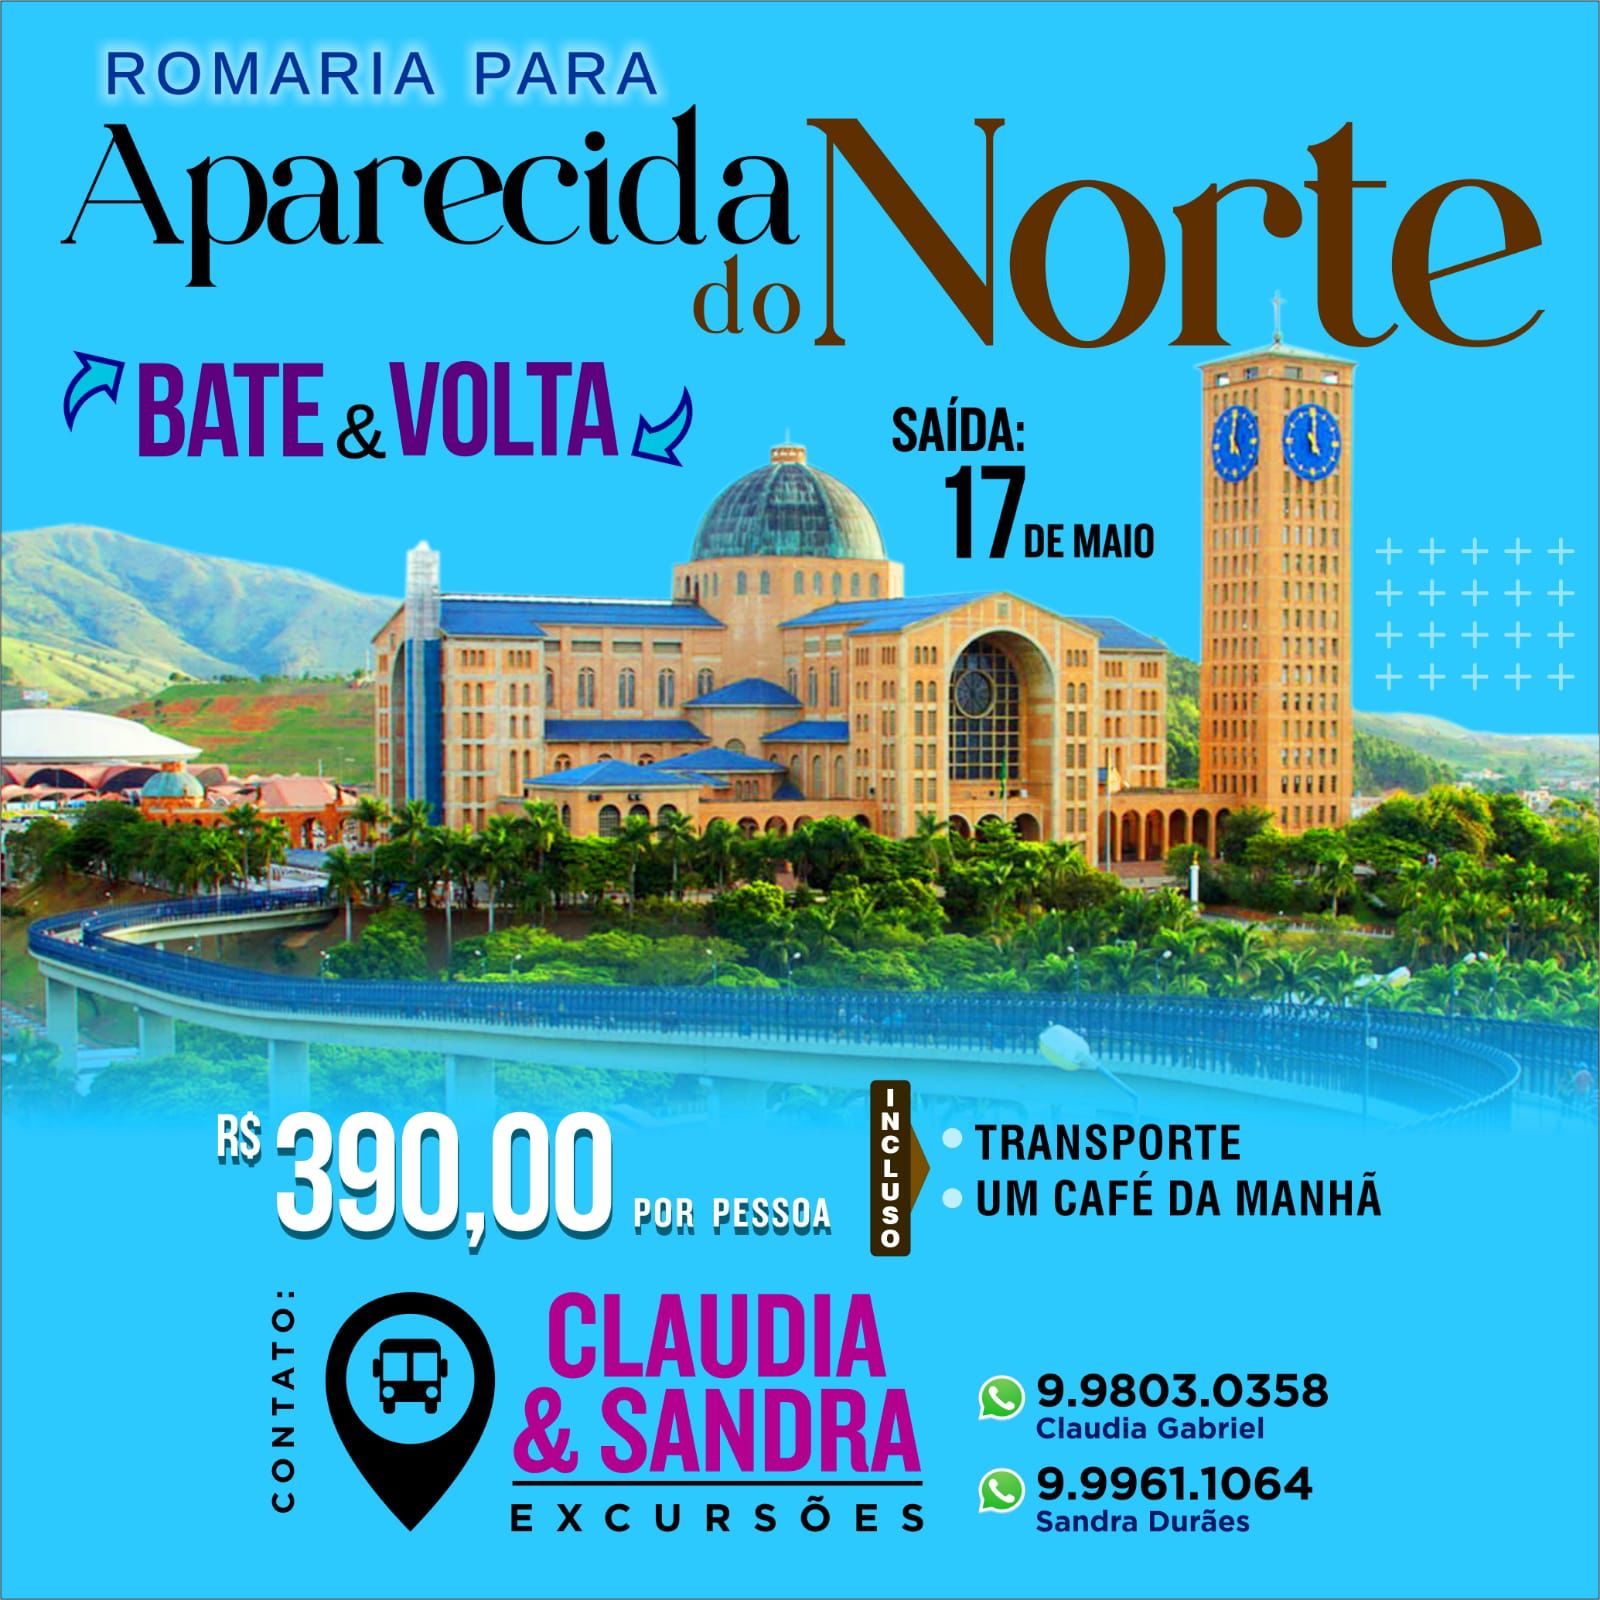 ROMARIA PARA
Aparecida
do Norte
BATE & VOLTA
SAÍDA:
17 DE MAIO
R$ 390,00 POR PESSOA
INCLUSO
• TRANSPORTE
• UM CAFÉ DA MANHÃ
CONTATO:
CLAUDIA
& SANDRA
EXCURSÕES
9.9803.0358
Claudia Gabriel
9.9961.1064
Sandra Durães